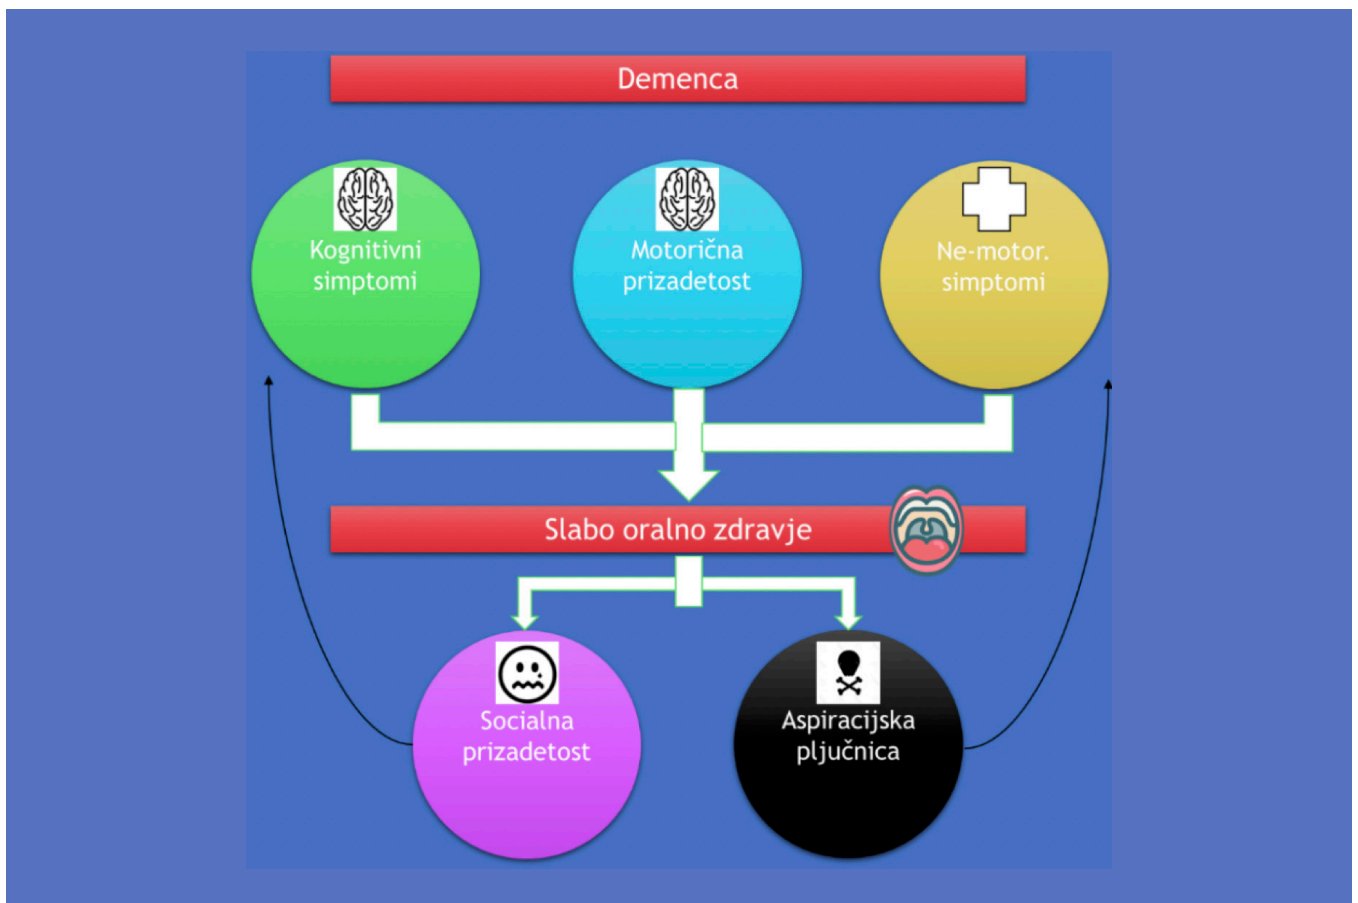 Demenca
Kognitivni
simptomi
Motorična
prizadetost
Ne-motor.
simptomi
Slabo oralno zdravje
Socialna
prizadetost
Aspiracijska
pljučnica